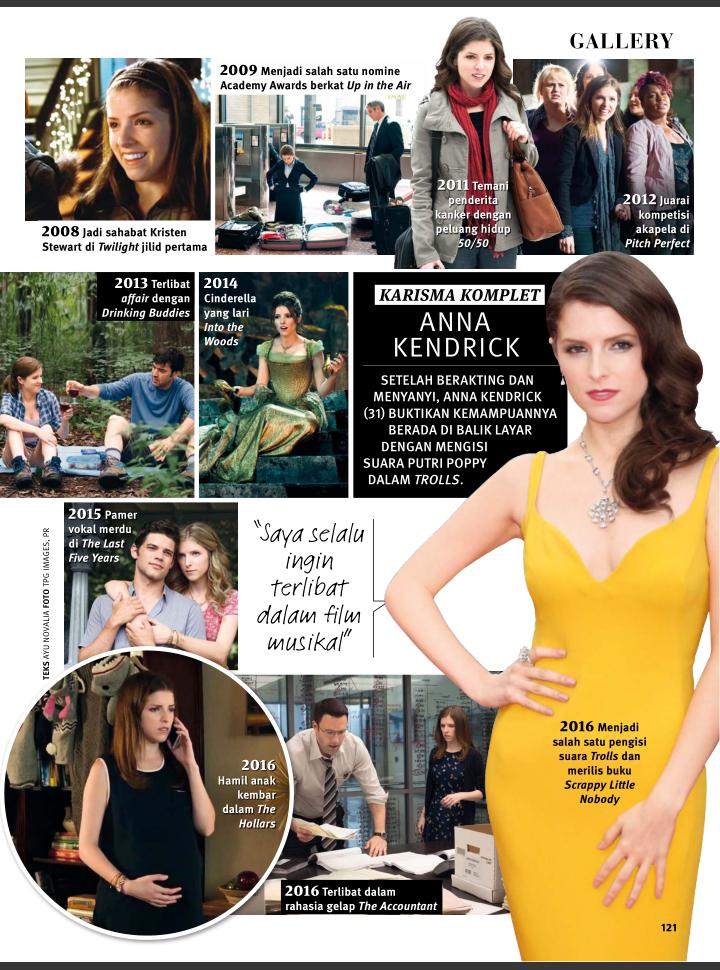 GALLERY
2009 Menjadi salah satu nomine
Academy Awards berkat Up in the Air
2008 Jadi sahabat Kristen
Stewart di Twilight jilid pertama
2011 Temani
penderita
kanker dengan
peluang hidup
50/50
2012 Juarai
kompetisi
akapela di
Pitch Perfect
2013 Terlibat
affair dengan
Drinking Buddies
2014
Cinderella
yang lari
Into the
Woods
KARISMA KOMPLET
ANNA
KENDRICK
SETELAH BERAKTING DAN
MENYANYI, ANNA KENDRICK
(31) BUKTIKAN KEMAMPUANNYA
BERADA DI BALIK LAYAR
DENGAN MENGISI
SUARA PUTRI POPPY
DALAM TROLLS.
2015 Pamer
vokal merdu
di The Last
Five Years
"Saya selalu
ingin
terlibat
dalam film
musikal"
TEKS AYU NOVALIA FOTO TPG IMAGES, PR
2016
Hamil anak
kembar
dalam The
Hollars
2016 Terlibat dalam
rahasia gelap The Accountant
2016 Menjadi
salah satu pengisi
suara Trolls dan
merilis buku
Scrappy Little
Nobody
121